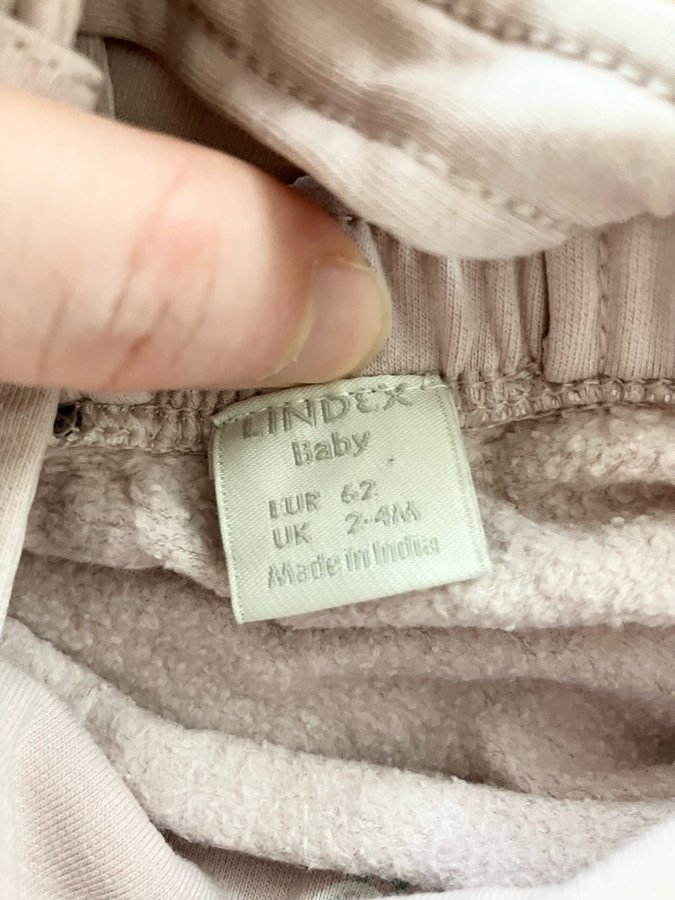 LINDEX
Baby
EUR 62
UK 2-4M
Made in India